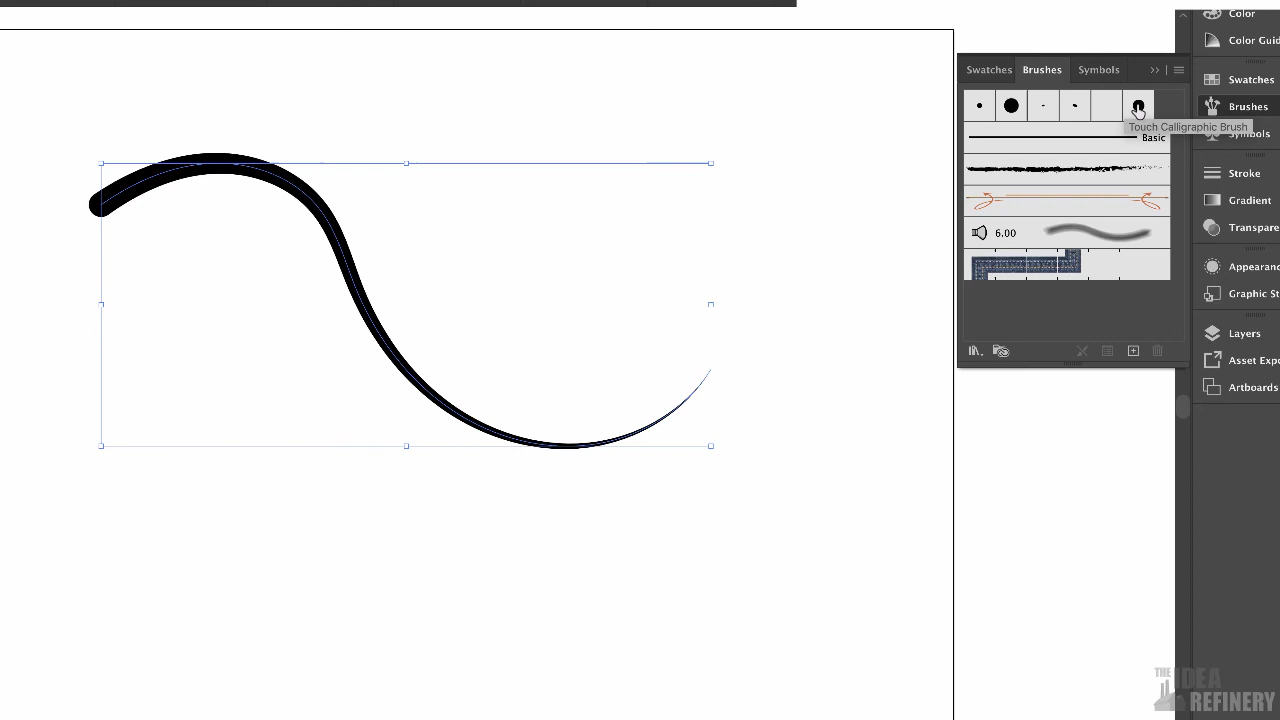 Color
Color Guid
Swatches
Brushes
Symbols
Swatches
Brushes
Touch Calligraphic Brush
Symbols
Basic
Stroke
Gradient
Transpare
6.00
Appearanc
Graphic St
Layers
Asset Expo
Artboards
THE IDEA
REFINERY